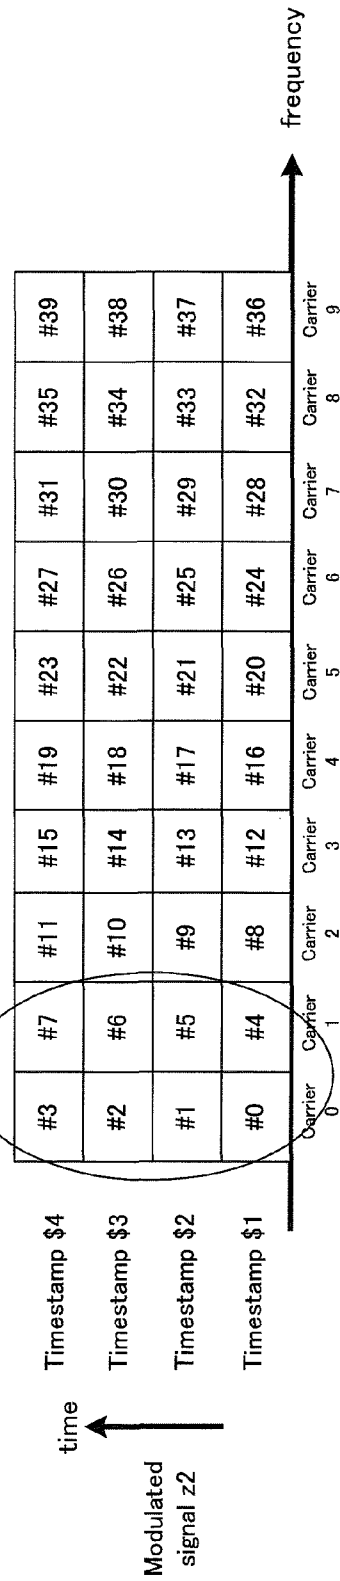 Modulated
signal z2
time
Timestamp $4
#3 #7 #11 #15 #19 #23 #27 #31 #35 #39
Timestamp $3
#2 #6 #10 #14 #18 #22 #26 #30 #34 #38
Timestamp $2
#1 #5 #9 #13 #17 #21 #25 #29 #33 #37
Timestamp $1
#0 #4 #8 #12 #16 #20 #24 #28 #32 #36
Carrier Carrier Carrier Carrier Carrier Carrier Carrier Carrier Carrier Carrier
0 1 2 3 4 5 6 7 8 9
frequency